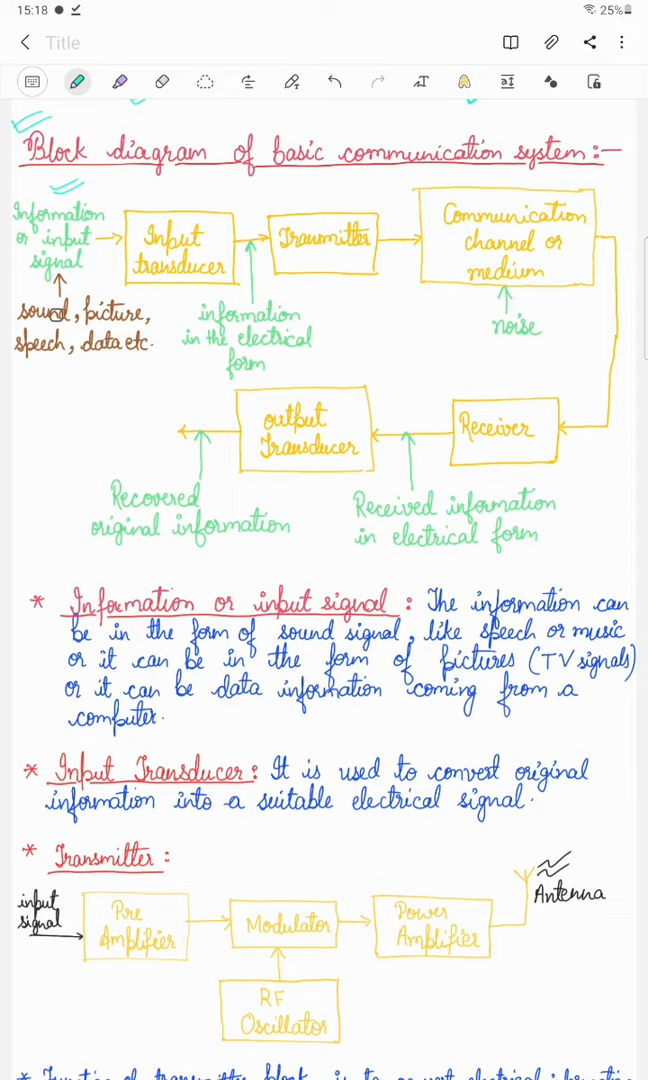 15:18
25%
Title
Block diagram of basic communication system:-
Information
or input
signal
Input
transducer
Transmitter
Communication
channel or
medium
sound, picture,
speech, data etc.
information
in the electrical
form
noise
output
Transducer
Receiver
Recovered
original information
Received information
in electrical form
* Information or input signal : The information can
be in the form of sound signal, like speech or music
or it can be in the form of pictures (TV signals)
or it can be data information coming from a
computer.
* Input Transducer: It is used to convert original
information into a suitable electrical signal.
* Transmitter:
input
signal
Pre
Amplifier
Modulator
Power
Amplifier
Antenna
RF
Oscillator